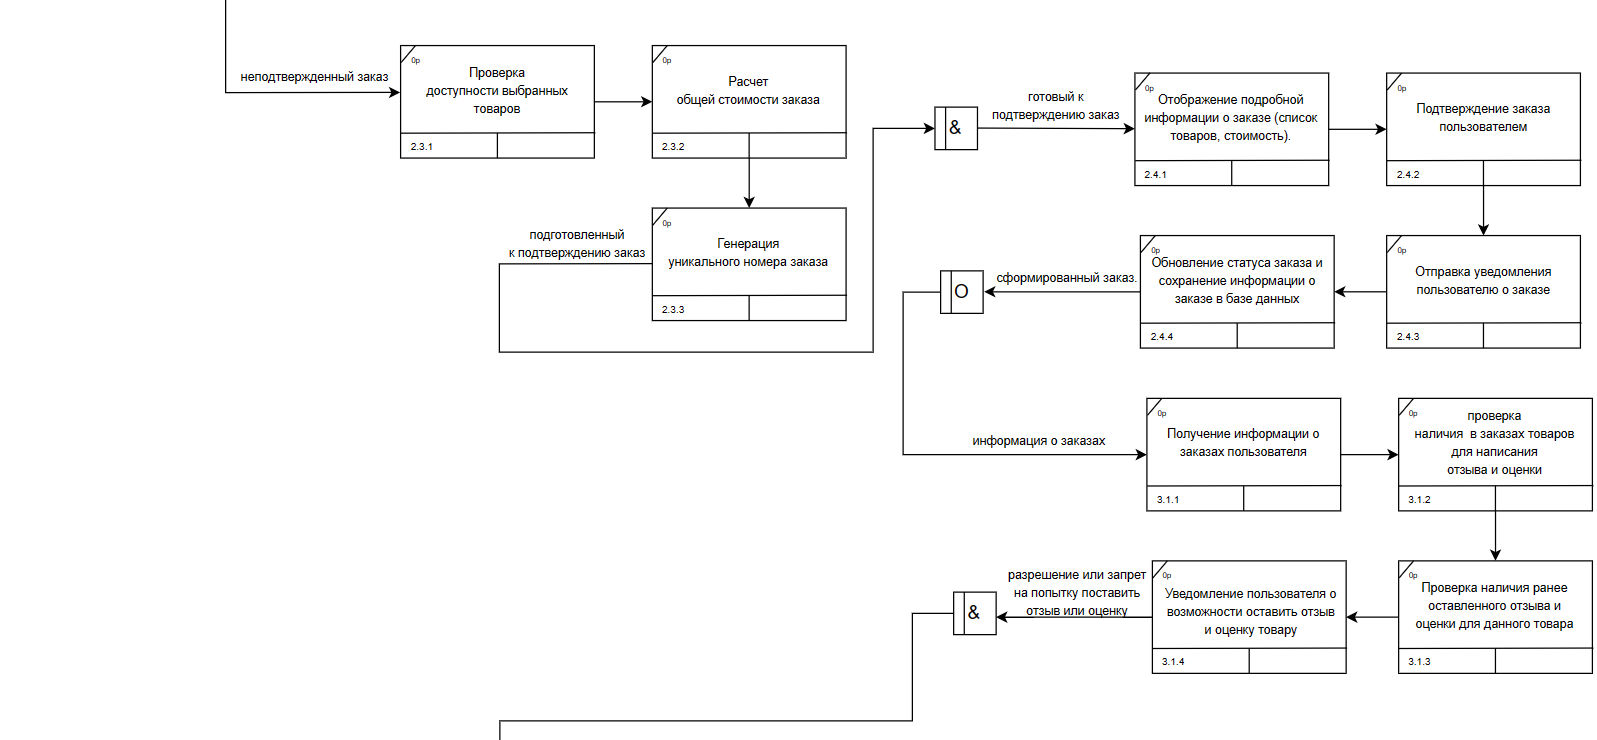 неподтвержденный заказ
0р
Проверка
доступности выбранных
товаров
2.3.1
0р
Расчет
общей стоимости заказа
2.3.2
подготовленный
к подтверждению заказ
0р
Генерация
уникального номера заказа
2.3.3
&
готовый к
подтверждению заказ
0р
Отображение подробной
информации о заказе (список
товаров, стоимость).
2.4.1
0р
Подтверждение заказа
пользователем
2.4.2
0р
Отправка уведомления
пользователю о заказе
2.4.3
0р
Обновление статуса заказа и
сохранение информации о
заказе в базе данных
2.4.4
сформированный заказ.
O
информация о заказах
0р
Получение информации о
заказах пользователя
3.1.1
0р
проверка
наличия в заказах товаров
для написания
отзыва и оценки
3.1.2
0р
Проверка наличия ранее
оставленного отзыва и
оценки для данного товара
3.1.3
0р
Уведомление пользователя о
возможности оставить отзыв
и оценку товару
3.1.4
разрешение или запрет
на попытку поставить
отзыв или оценку
&